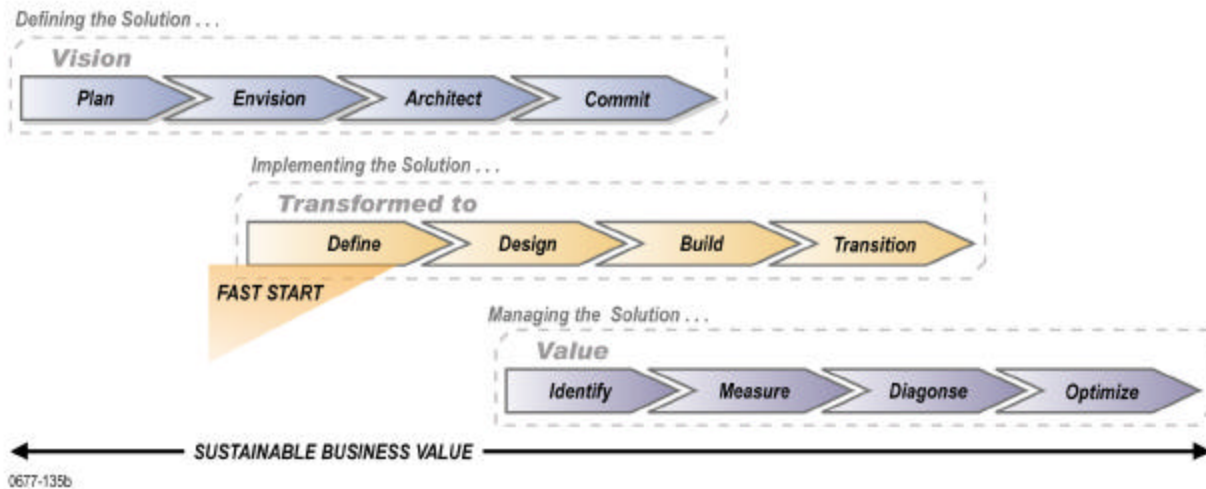 Defining the Solution . . .
Vision
Plan Envision Architect Commit
Implementing the Solution . . .
Transformed to
Define Design Build Transition
FAST START
Managing the Solution . . .
Value
Identify Measure Diagonse Optimize
SUSTAINABLE BUSINESS VALUE
0677-135b